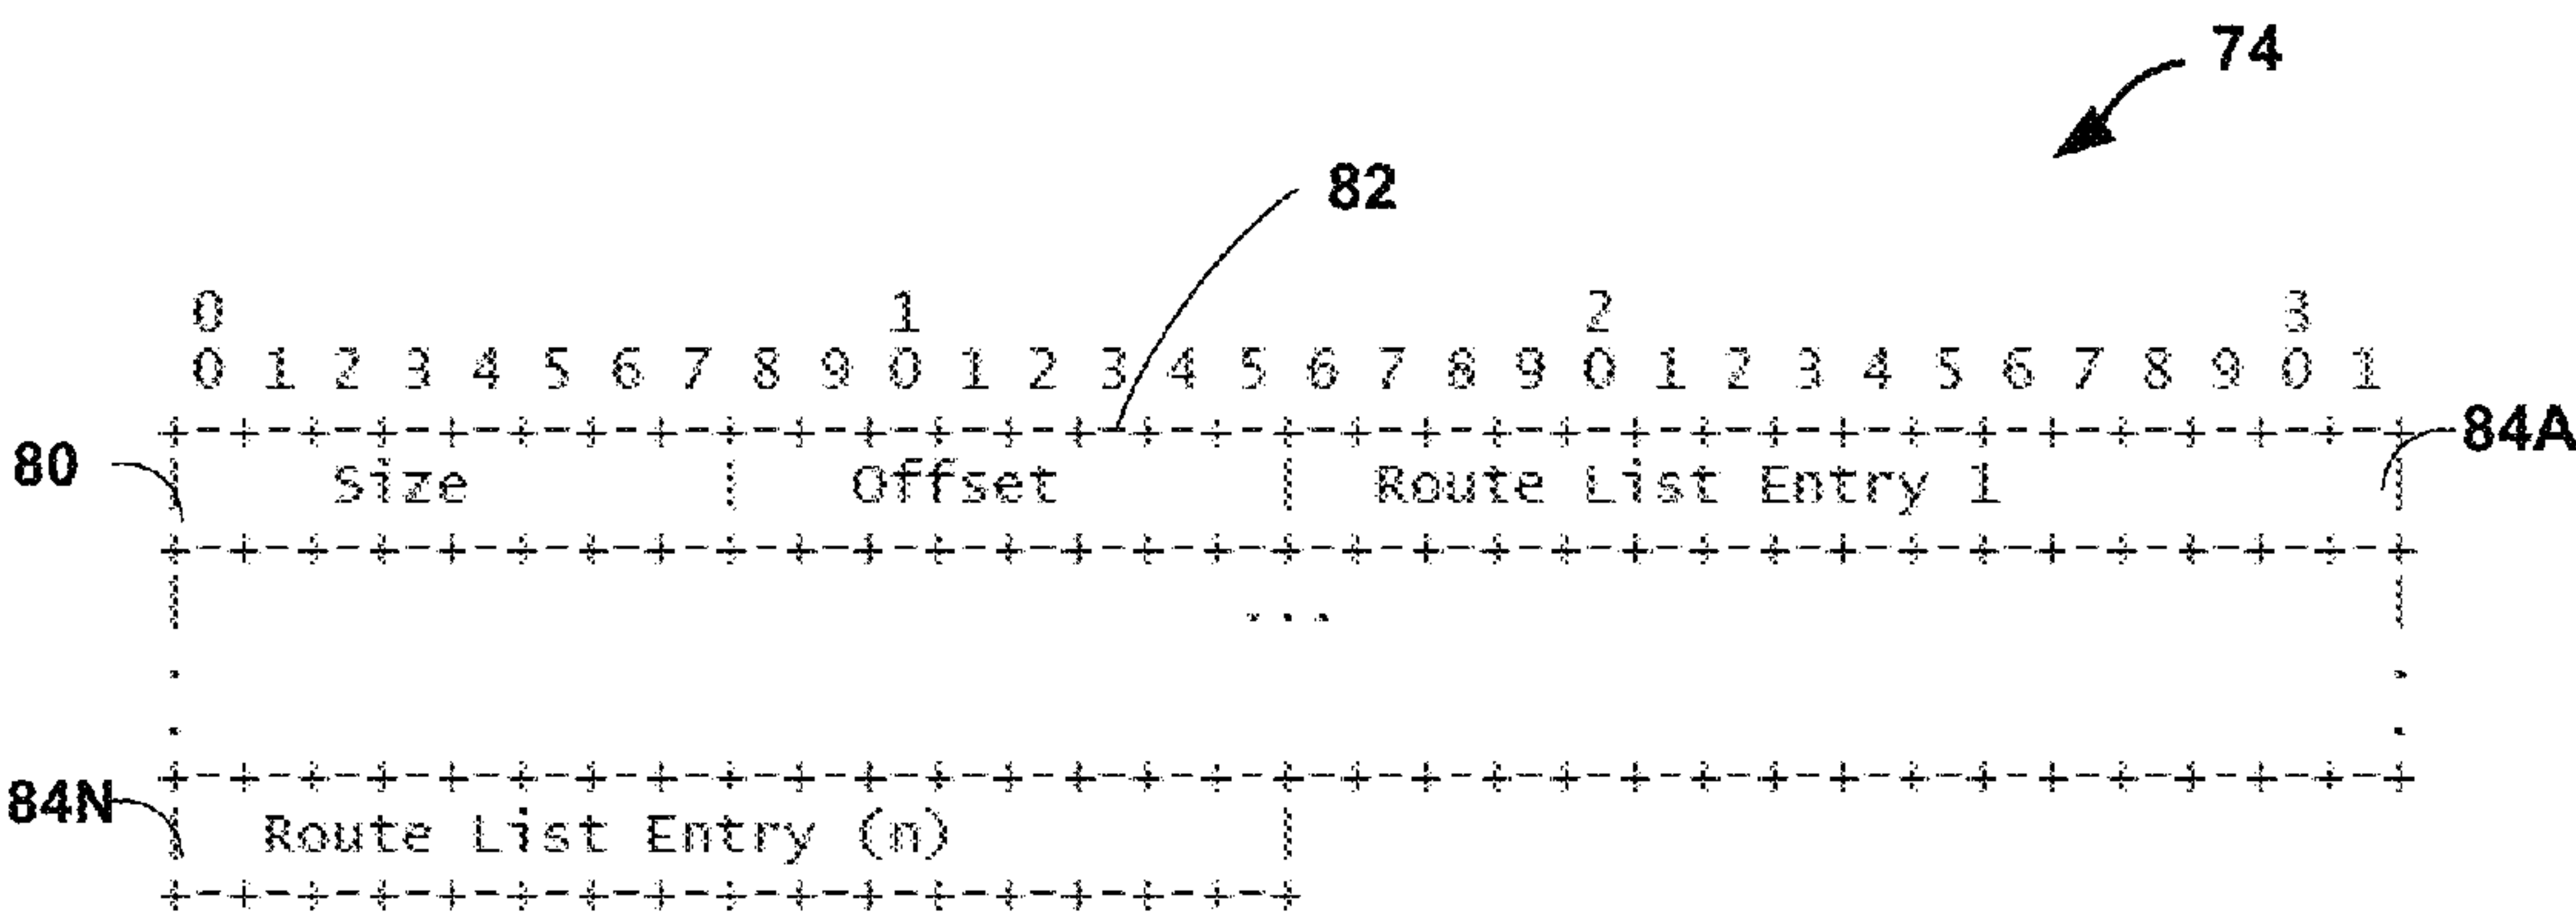 74
82
0 1 2 3
0 1 2 3 4 5 6 7 8 9 0 1 2 3 4 5 6 7 8 9 0 1 2 3 4 5 6 7 8 9 0 1
+-+-+-+-+-+-+-+-+-+-+-+-+-+-+-+-+-+-+-+-+-+-+-+-+-+-+-+-+-+-+-+-+
80 | Size | Offset | Route List Entry 1 | 84A
+-+-+-+-+-+-+-+-+-+-+-+-+-+-+-+-+-+-+-+-+-+-+-+-+-+-+-+-+-+-+-+-+
| ... |
. .
. .
+-+-+-+-+-+-+-+-+-+-+-+-+-+-+-+-+-+-+-+-+-+-+-+-+-+-+-+-+-+-+-+-+
84N | Route List Entry (n) |
+-+-+-+-+-+-+-+-+-+-+-+-+-+-+-+-+